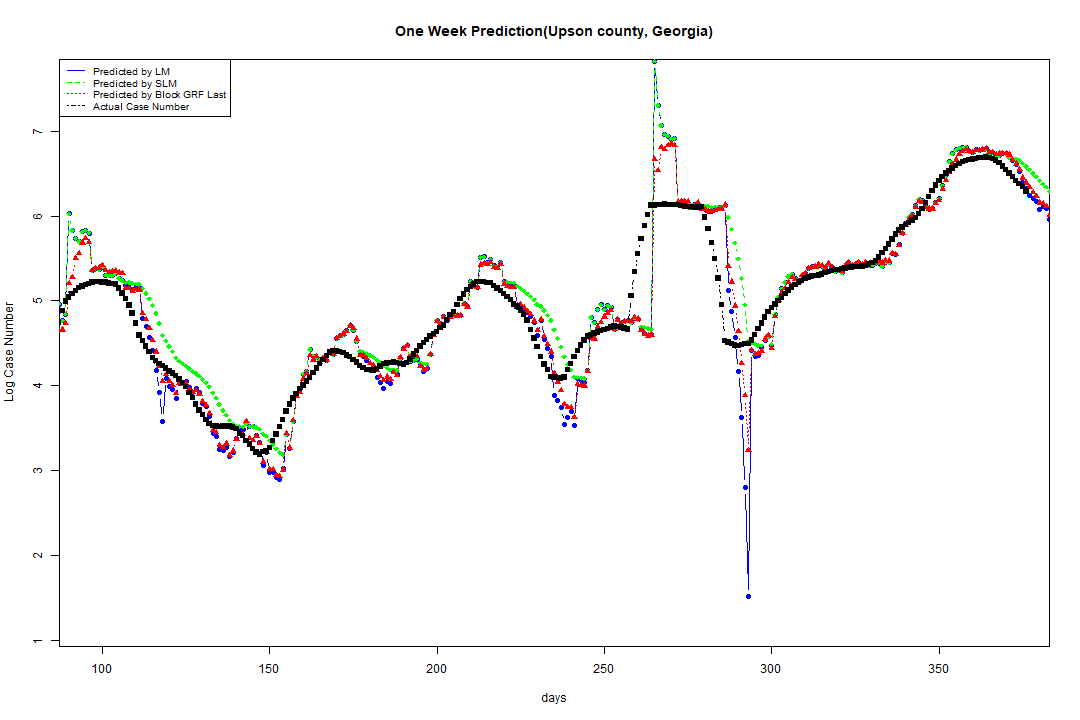 One Week Prediction(Upson county, Georgia)
Predicted by LM
Predicted by SLM
Predicted by Block GRF Last
Actual Case Number
Log Case Number
7
6
5
4
3
2
1
100 150 200 250 300 350
days